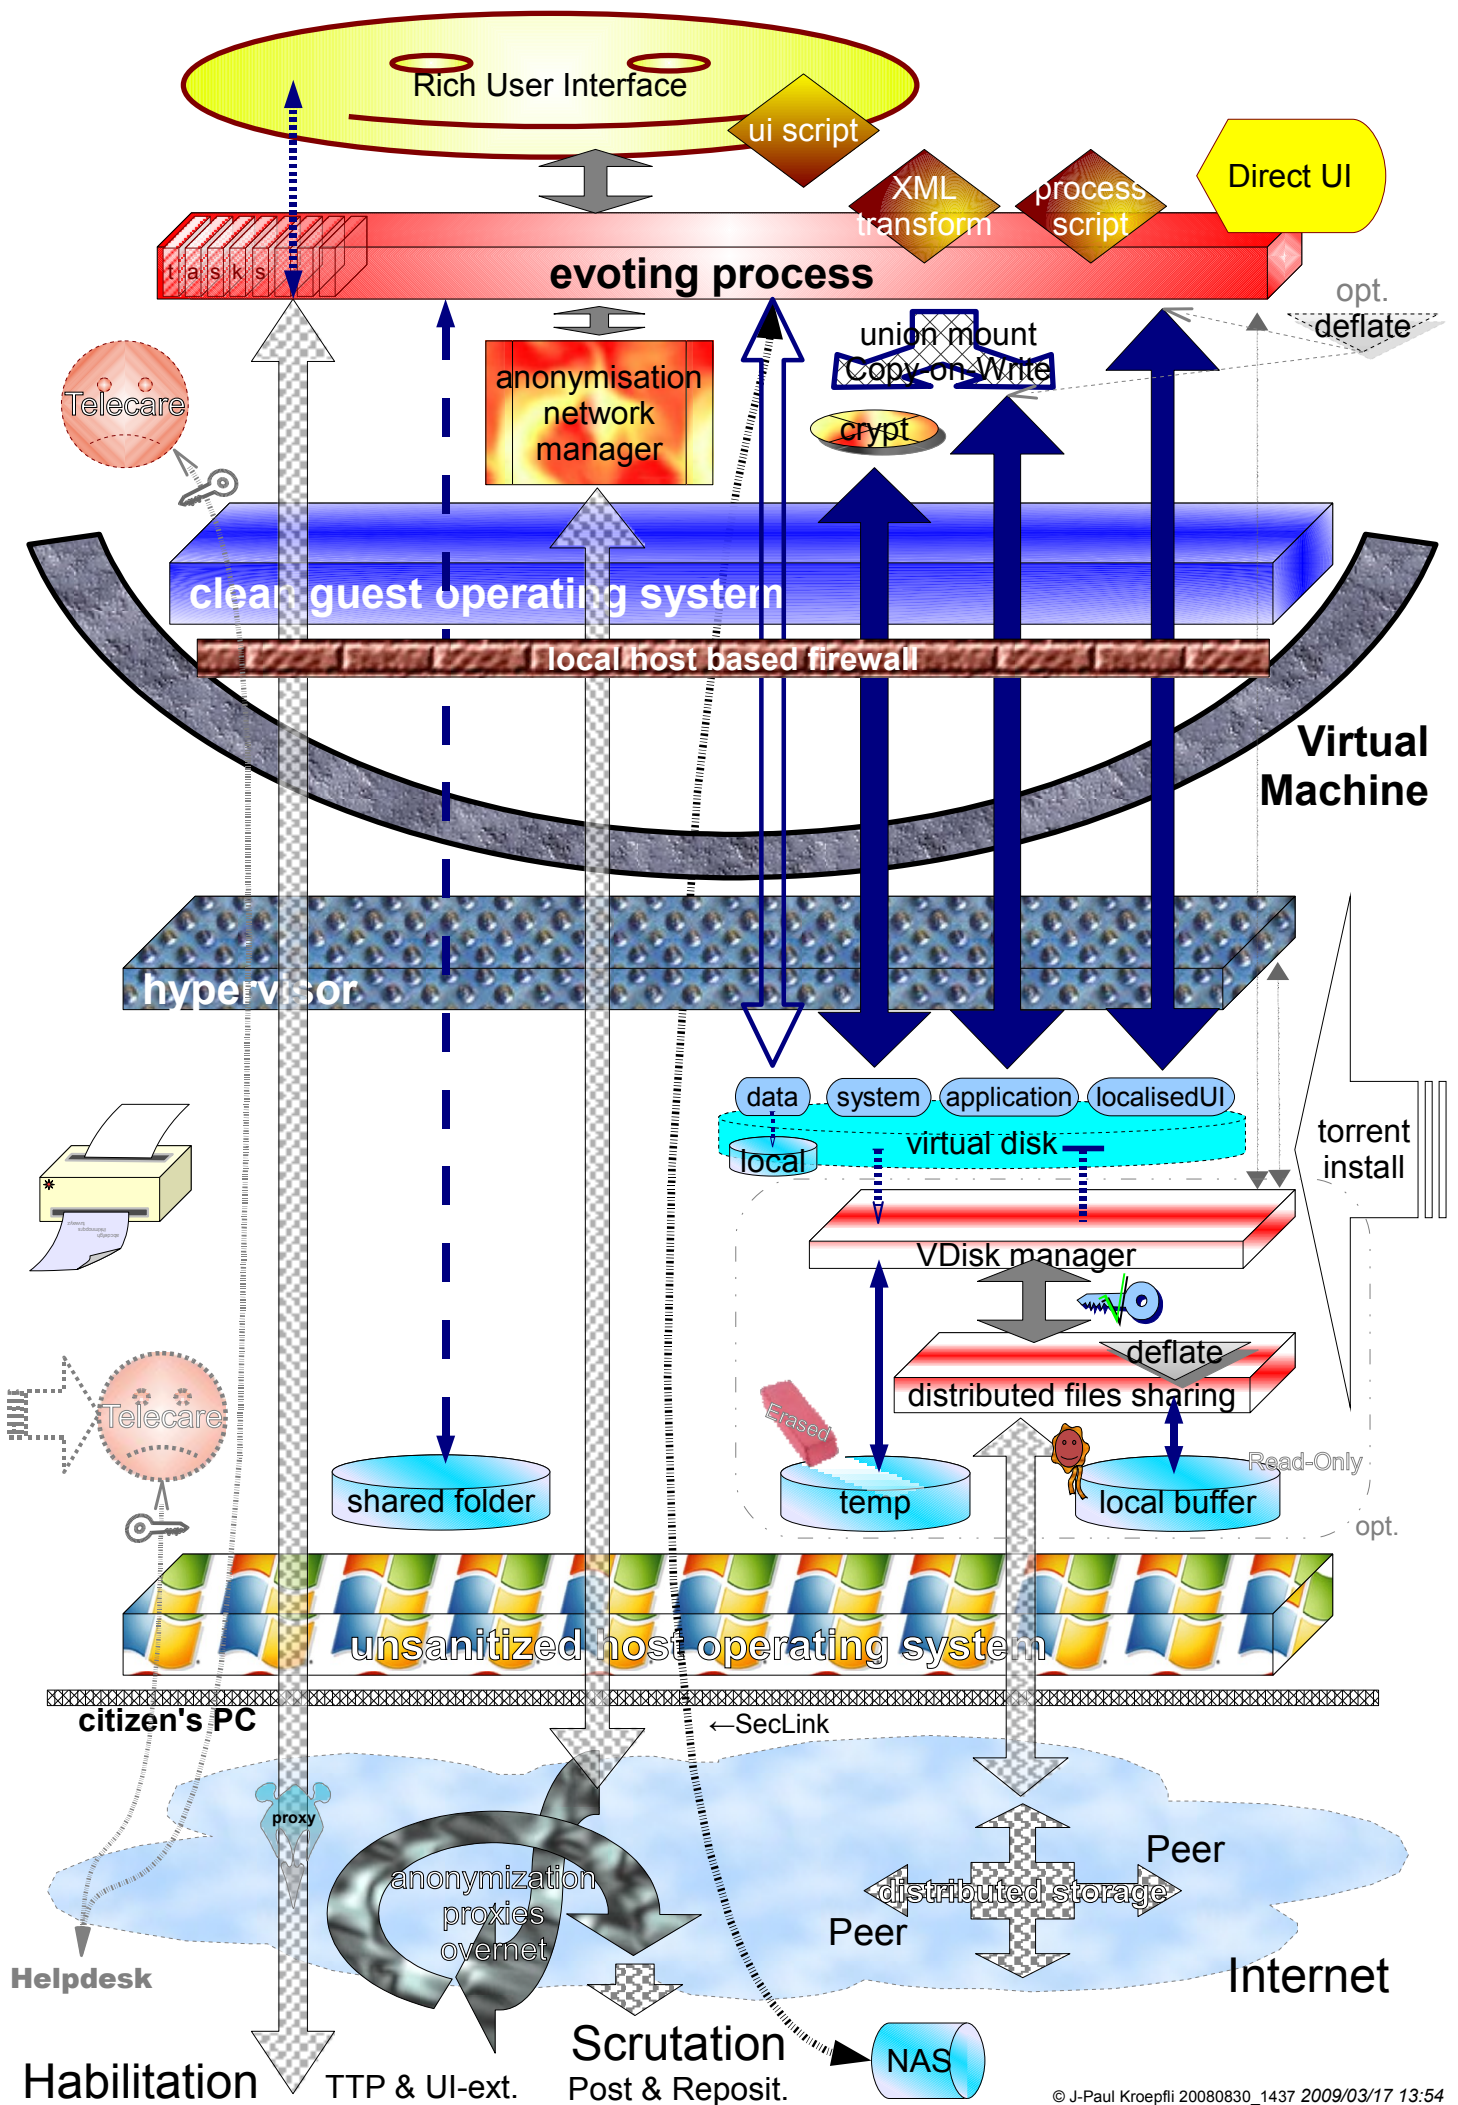 Rich User Interface
ui script
XML
transform
process
script
Direct UI
tasks
evoting process
opt.
deflate
union mount
Copy-on-Write
Telecare
anonymisation
network
manager
crypt
clean guest operating system
local host based firewall
Virtual
Machine
hypervisor
data
system
application
localisedUI
virtual disk
local
torrent
install
VDisk manager
deflate
distributed files sharing
Telecare
Erased
Read-Only
shared folder
temp
local buffer
opt.
unsanitized host operating system
citizen's PC
←SecLink
proxy
Peer
anonymization
proxies
overnet
distributed storage
Peer
Helpdesk
Internet
Scrutation
NAS
Habilitation
TTP & UI-ext.
Post & Reposit.
© J-Paul Kroepfli 20080830_1437 2009/03/17 13:54